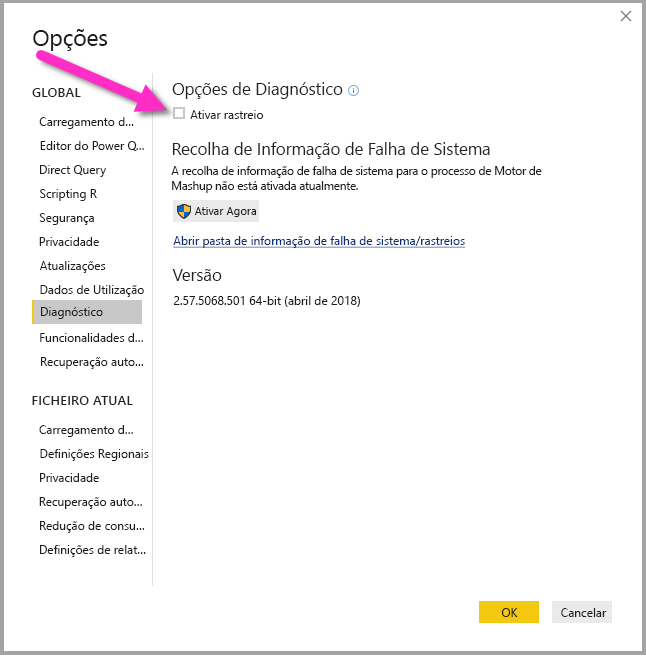 Opções
GLOBAL
Carregamento d...
Editor do Power Q...
Direct Query
Scripting R
Segurança
Privacidade
Atualizações
Dados de Utilização
Diagnóstico
Funcionalidades d...
Recuperação auto...
FICHEIRO ATUAL
Carregamento d...
Definições Regionais
Privacidade
Recuperação auto...
Redução de consu...
Definições de relat...
Opções de Diagnóstico
Ativar rastreio
Recolha de Informação de Falha de Sistema
A recolha de informação de falha de sistema para o processo de Motor de
Mashup não está ativada atualmente.
Ativar Agora
Abrir pasta de informação de falha de sistema/rastreios
Versão
2.57.5068.501 64-bit (abril de 2018)
OK
Cancelar